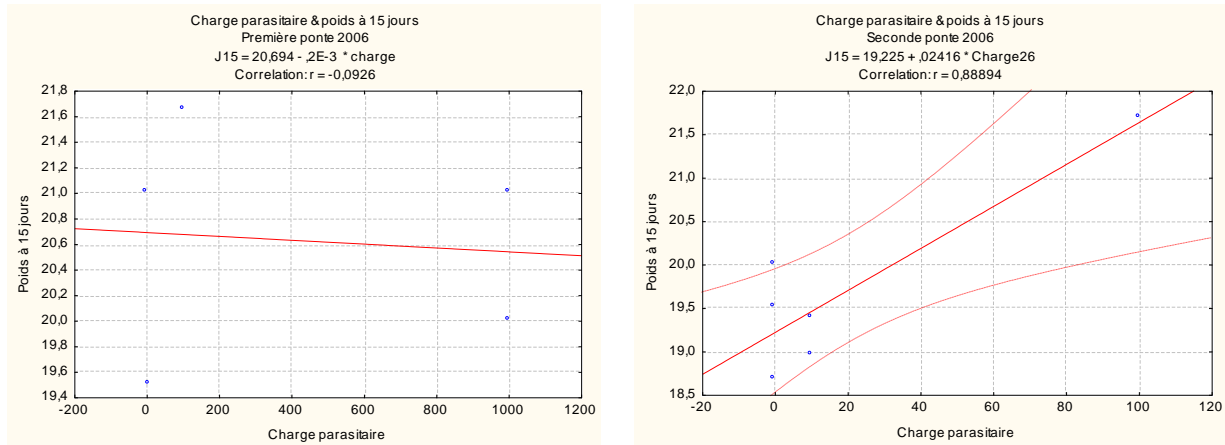 Charge parasitaire & poids à 15 jours
Première ponte 2006
J15 = 20,694 - ,2E-3 * charge
Correlation: r = -0,0926
Poids à 15 jours
21,8
21,6
21,4
21,2
21,0
20,8
20,6
20,4
20,2
20,0
19,8
19,6
19,4
-200 0 200 400 600 800 1000 1200
Charge parasitaire
Charge parasitaire & poids à 15 jours
Seconde ponte 2006
J15 = 19,225 + ,02416 * Charge26
Correlation: r = 0,88894
Poids à 15 jours
22,0
21,5
21,0
20,5
20,0
19,5
19,0
18,5
-20 0 20 40 60 80 100 120
Charge parasitaire